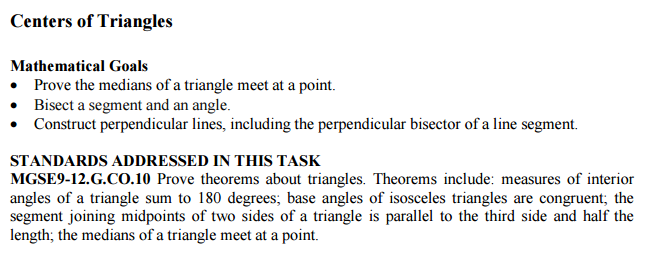 Centers of Triangles
Mathematical Goals
• Prove the medians of a triangle meet at a point.
• Bisect a segment and an angle.
• Construct perpendicular lines, including the perpendicular bisector of a line segment.
STANDARDS ADDRESSED IN THIS TASK
MGSE9-12.G.CO.10 Prove theorems about triangles. Theorems include: measures of interior
angles of a triangle sum to 180 degrees; base angles of isosceles triangles are congruent; the
segment joining midpoints of two sides of a triangle is parallel to the third side and half the
length; the medians of a triangle meet at a point.